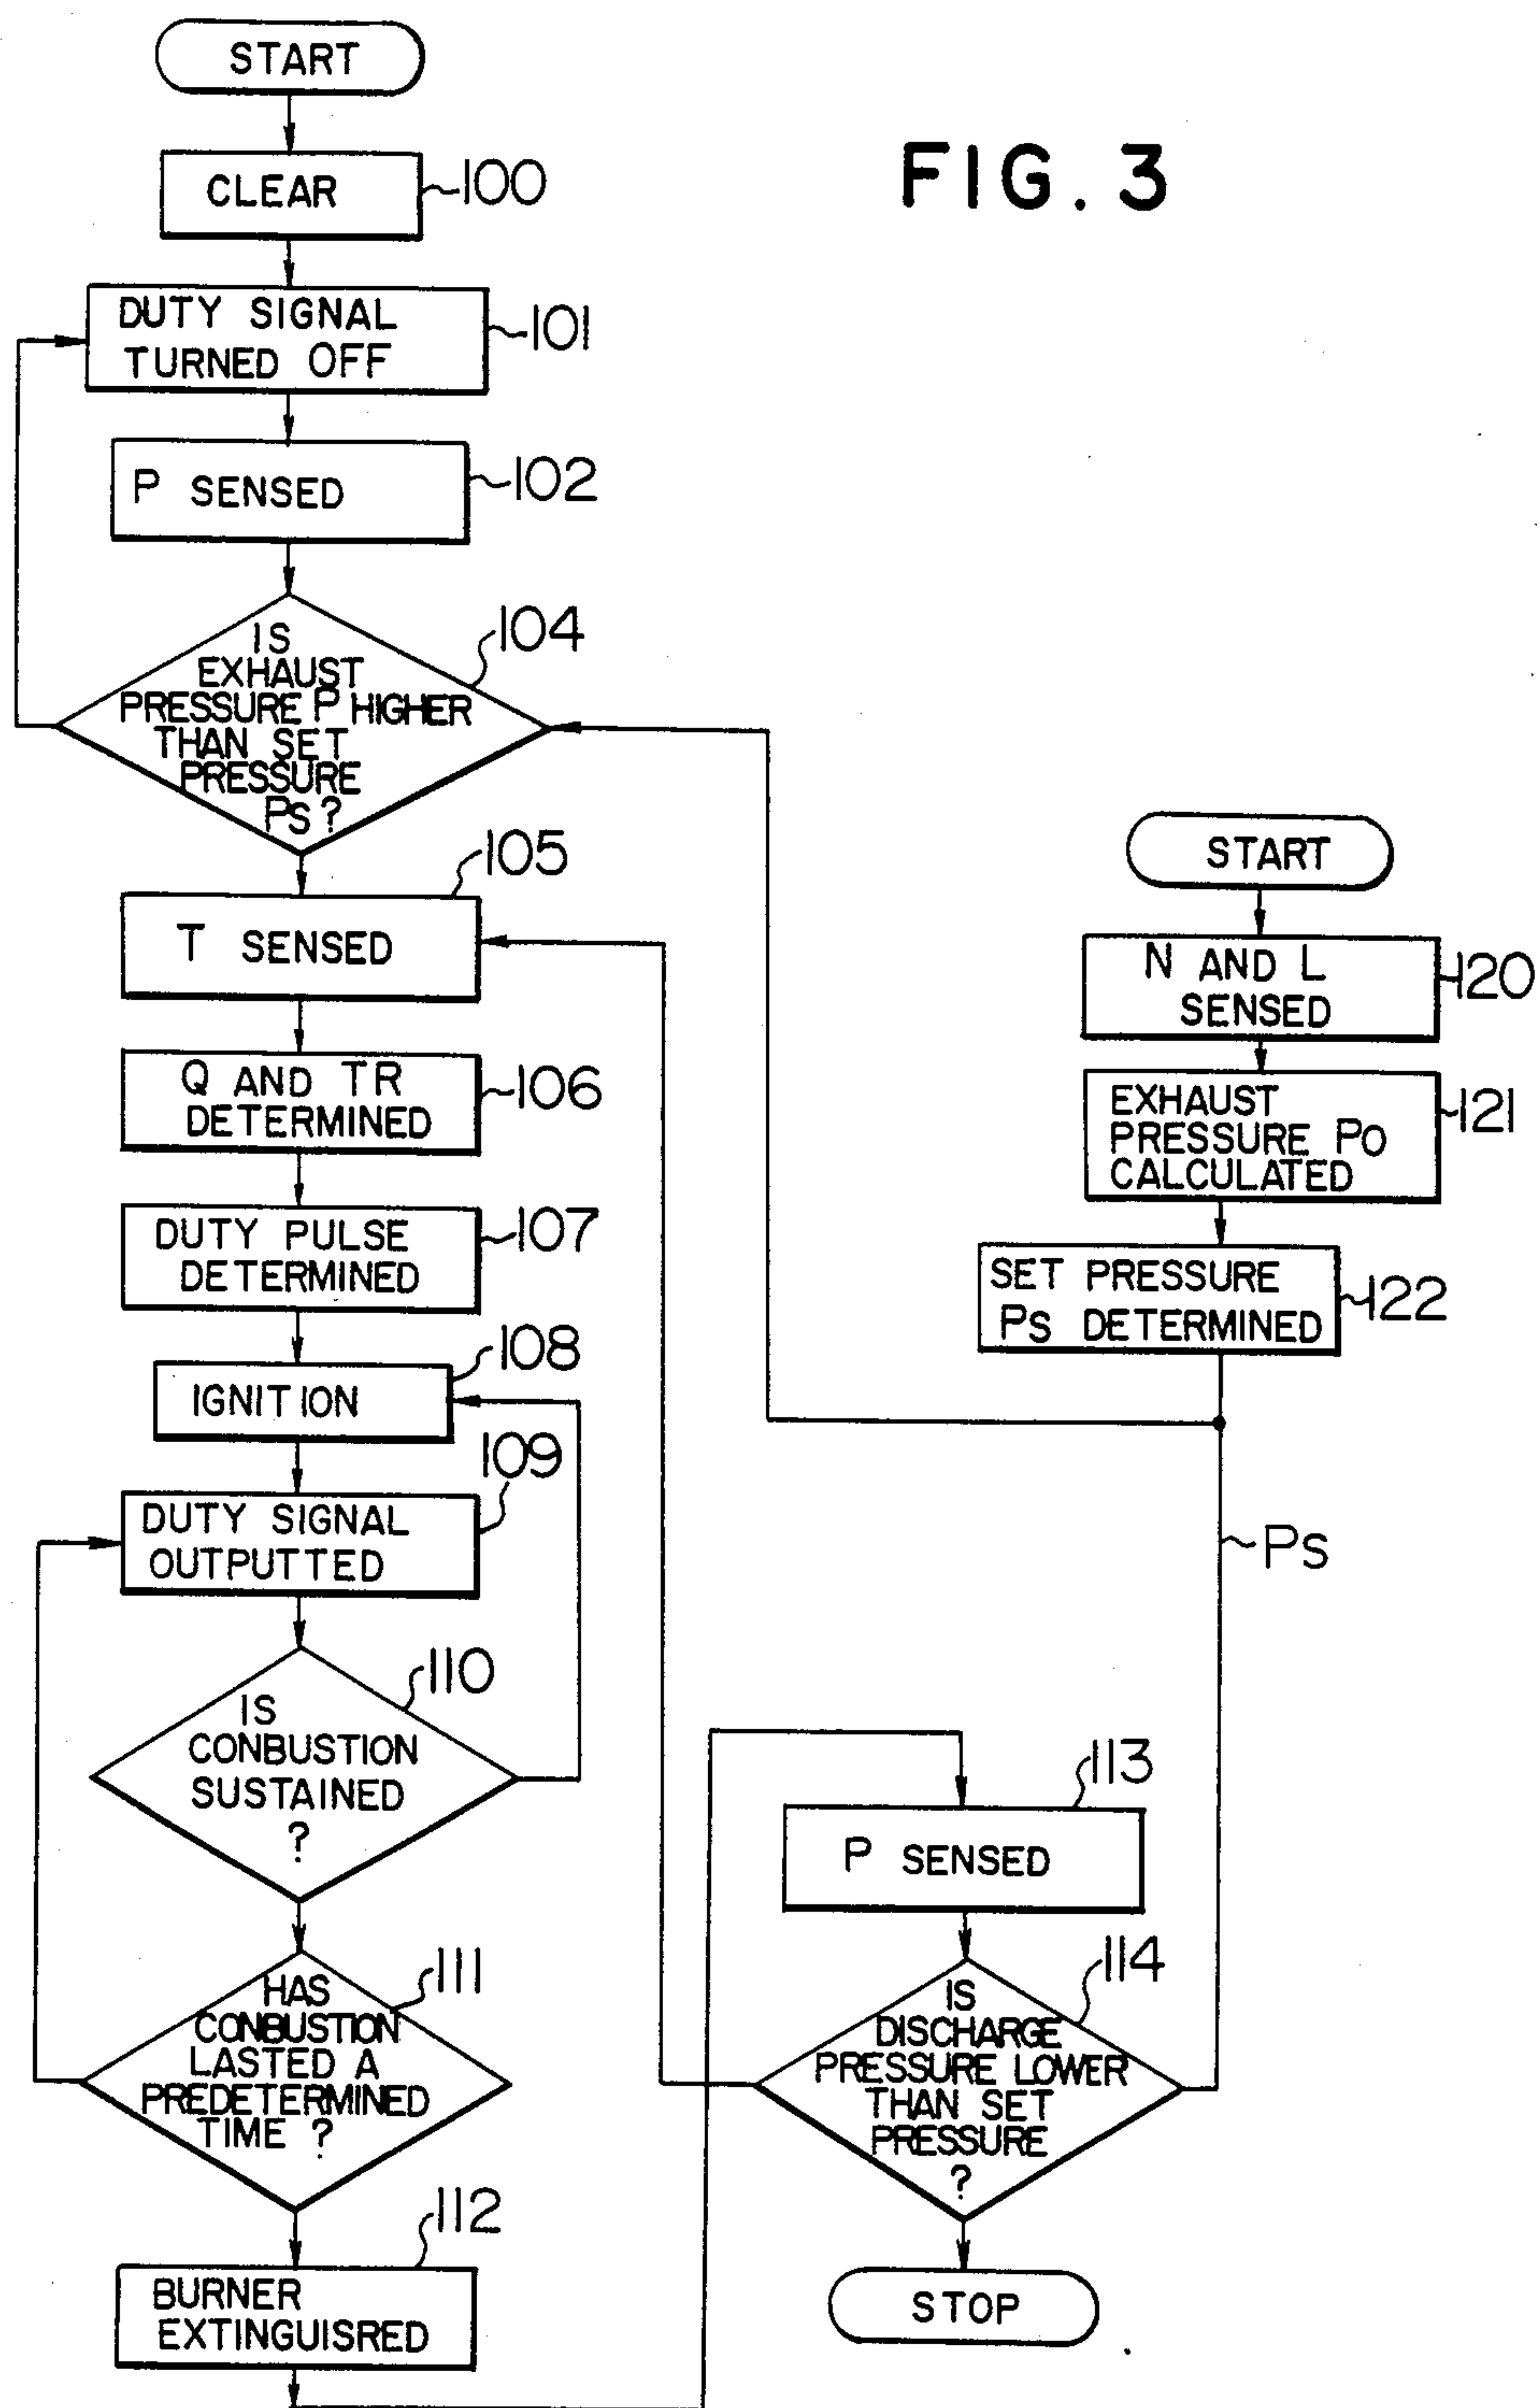 FIG. 3
START
CLEAR
100
DUTY SIGNAL
TURNED OFF
101
P SENSED
102
IS
EXHAUST
PRESSURE P HIGHER
THAN SET
PRESSURE
Ps?
104
T SENSED
105
Q AND TR
DETERMINED
106
DUTY PULSE
DETERMINED
107
IGNITION
108
DUTY SIGNAL
OUTPUTTED
109
IS
CONBUSTION
SUSTAINED
?
110
HAS
CONBUSTION
LASTED A
PREDETERMINED
TIME ?
111
BURNER
EXTINGUISRED
112
START
N AND L
SENSED
120
EXHAUST
PRESSURE Po
CALCULATED
121
SET PRESSURE
Ps DETERMINED
122
Ps
P SENSED
113
IS
DISCHARGE
PRESSURE LOWER
THAN SET
PRESSURE
?
114
STOP